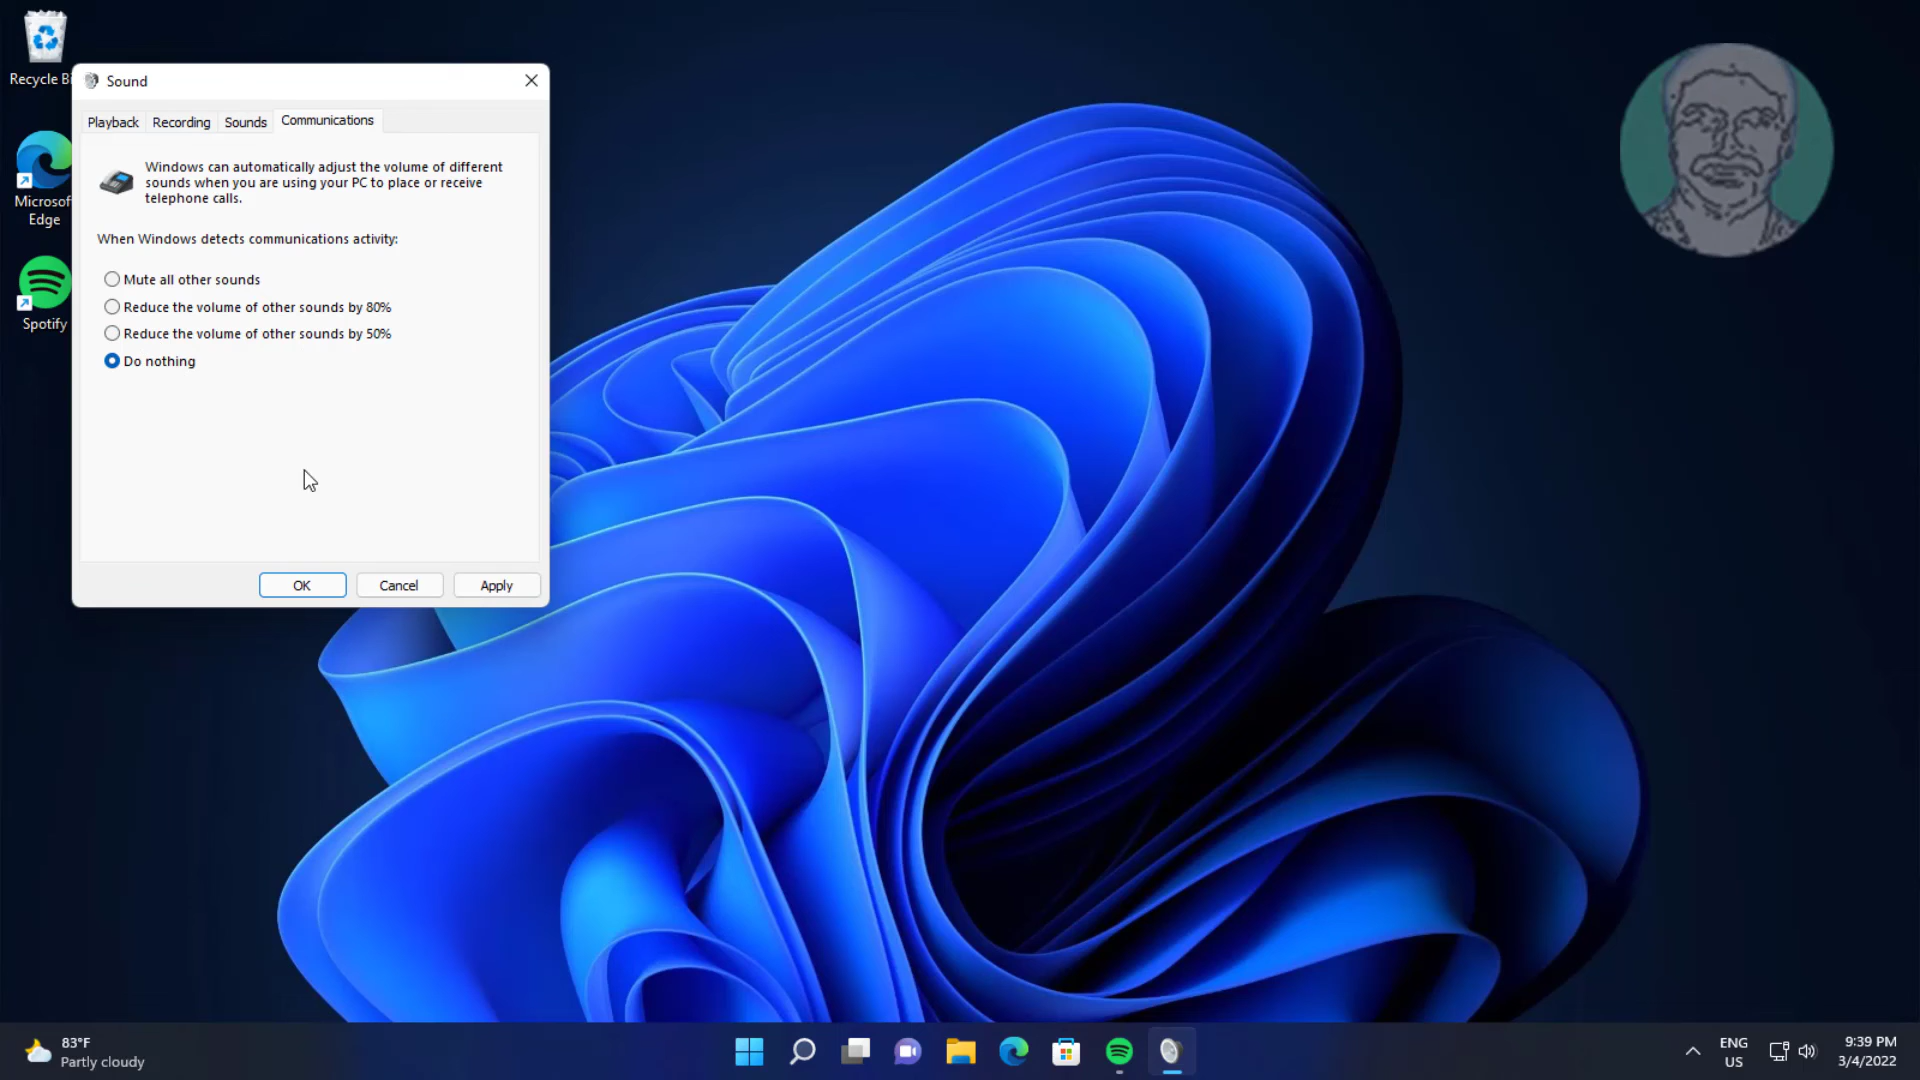 Recycle Bi
Microsof
Edge
Spotify
Sound
Playback Recording Sounds Communications
Windows can automatically adjust the volume of different
sounds when you are using your PC to place or receive
telephone calls.
When Windows detects communications activity:
Mute all other sounds
Reduce the volume of other sounds by 80%
Reduce the volume of other sounds by 50%
Do nothing
OK Cancel Apply
83°F
Partly cloudy
ENG
US
9:39 PM
3/4/2022